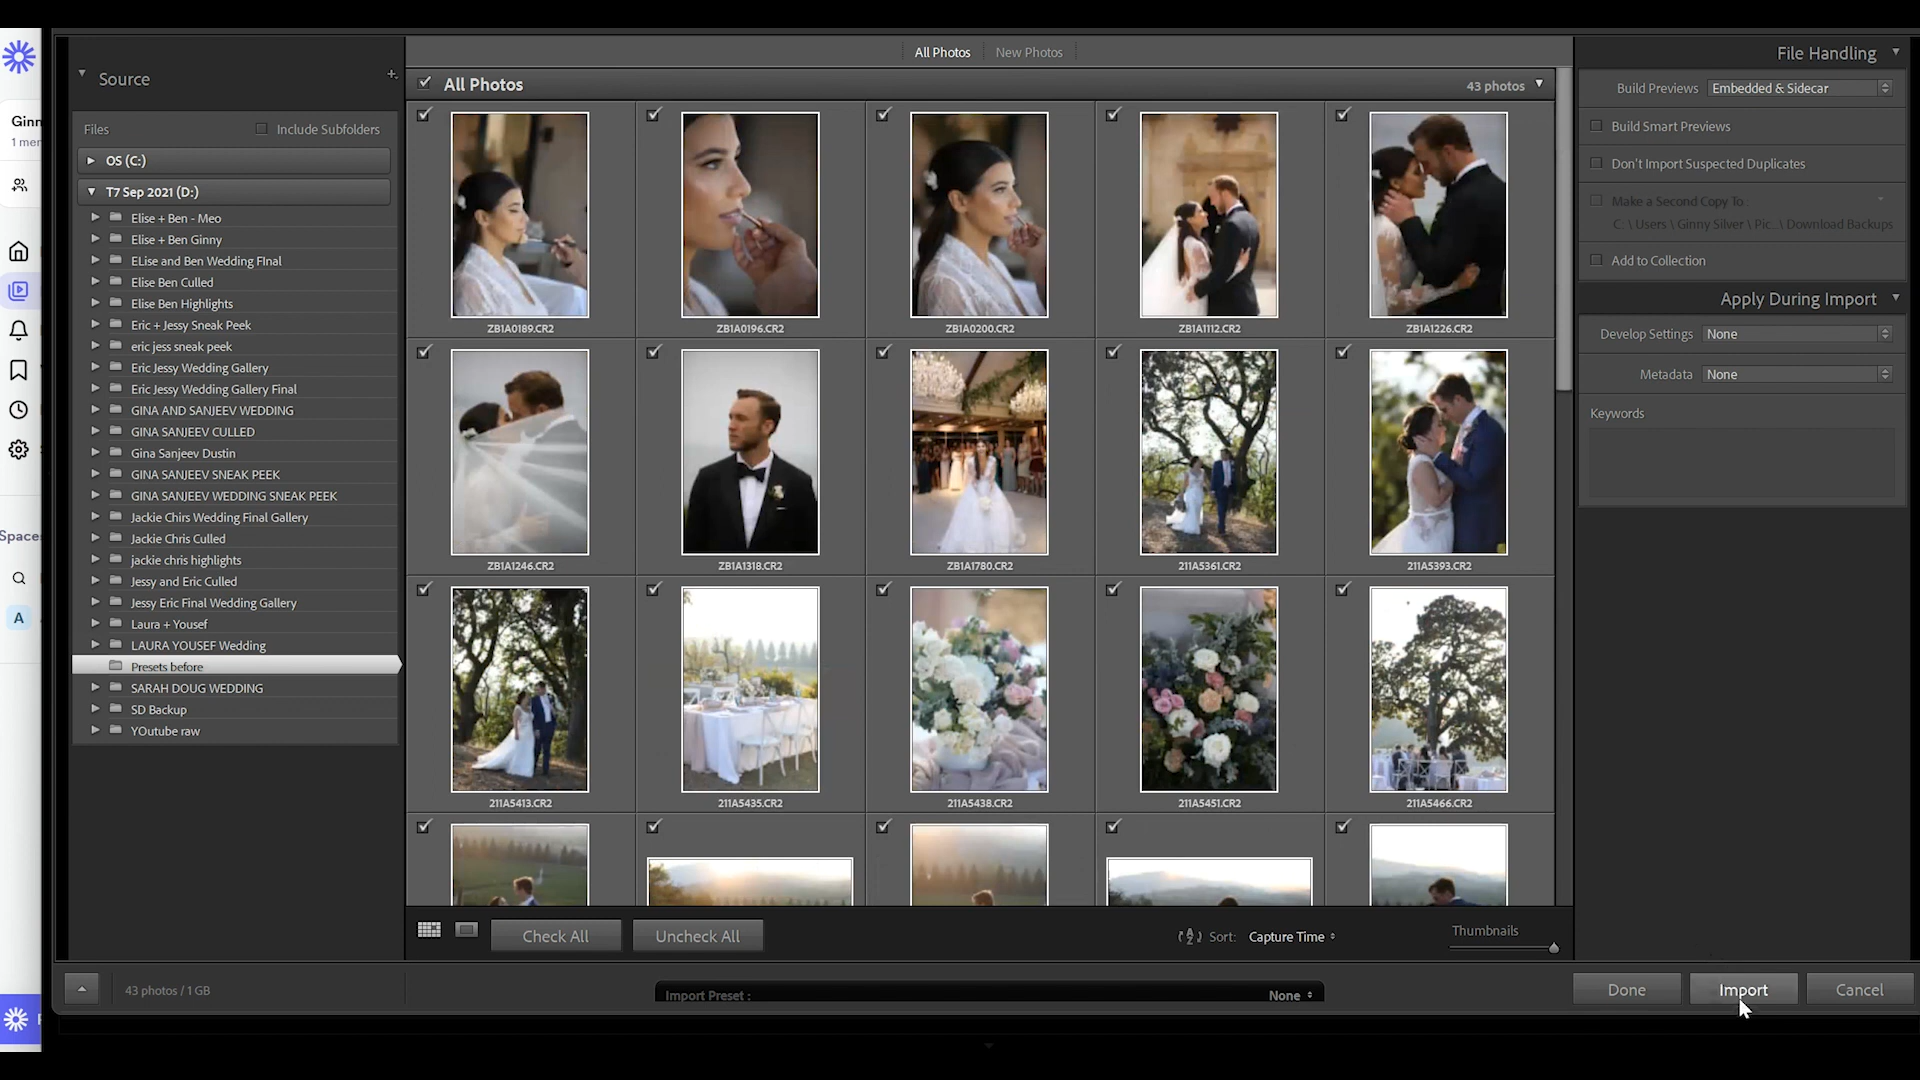 Ginn
1 mem
Spaces
A
Source
Files
Include Subfolders
OS (C:)
T7 Sep 2021 (D:)
Elise + Ben - Meo
Elise + Ben Ginny
ELise and Ben Wedding FInal
Elise Ben Culled
Elise Ben Highlights
Eric + Jessy Sneak Peek
eric jess sneak peek
Eric Jessy Wedding Gallery
Eric Jessy Wedding Gallery Final
GINA AND SANJEEV WEDDING
GINA SANJEEV CULLED
Gina Sanjeev Dustin
GINA SANJEEV SNEAK PEEK
GINA SANJEEV WEDDING SNEAK PEEK
Jackie Chirs Wedding Final Gallery
Jackie Chris Culled
jackie chris highlights
Jessy and Eric Culled
Jessy Eric Final Wedding Gallery
Laura + Yousef
LAURA YOUSEF Wedding
Presets before
SARAH DOUG WEDDING
SD Backup
YOutube raw
All Photos New Photos
All Photos 43 photos
ZB1A0189.CR2 ZB1A0196.CR2 ZB1A0200.CR2 ZB1A1112.CR2 ZB1A1226.CR2
ZB1A1246.CR2 ZB1A1318.CR2 ZB1A1780.CR2 211A5361.CR2 211A5393.CR2
211A5413.CR2 211A5435.CR2 211A5438.CR2 211A5451.CR2 211A5466.CR2
Check All Uncheck All Sort: Capture Time Thumbnails
File Handling
Build Previews Embedded & Sidecar
Build Smart Previews
Don't Import Suspected Duplicates
Make a Second Copy To :
C: \ Users \ Ginny Silver \ Pic...\ Download Backups
Add to Collection
Apply During Import
Develop Settings None
Metadata None
Keywords
43 photos / 1 GB
Import Preset : None
Done Import Cancel